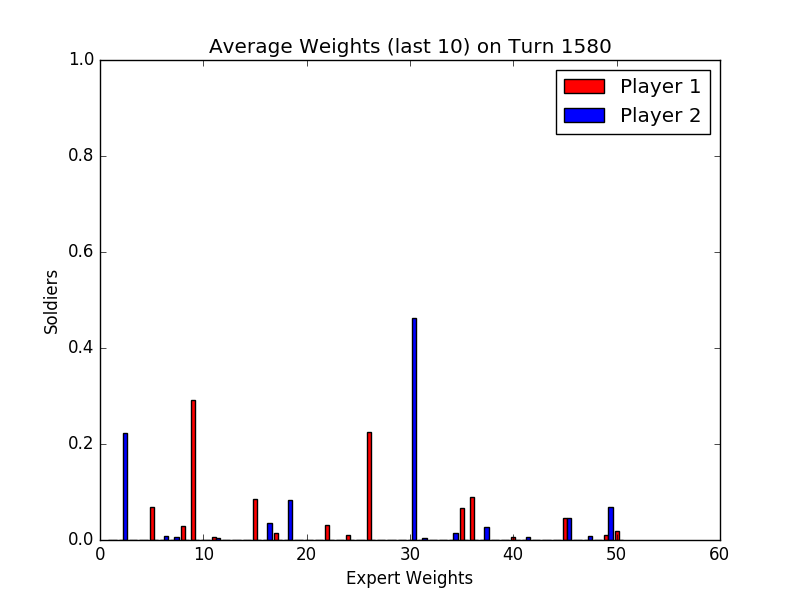 Average Weights (last 10) on Turn 1580
1.0
0.8
0.6
0.4
0.2
0.0
Soldiers
Player 1
Player 2
0 10 20 30 40 50 60
Expert Weights